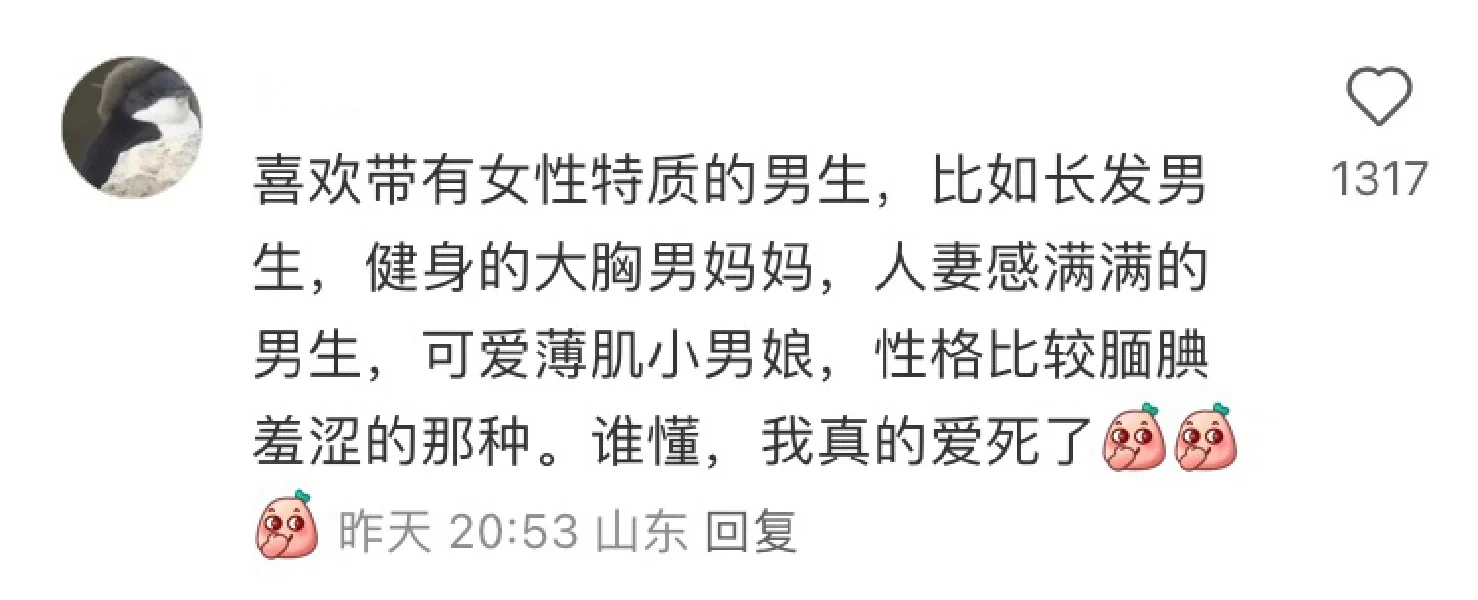 喜欢带有女性特质的男生，比如长发男
生，健身的大胸男妈妈，人妻感满满的
男生，可爱薄肌小男娘，性格比较腼腆
羞涩的那种。谁懂，我真的爱死了
昨天 20:53 山东 回复
1317